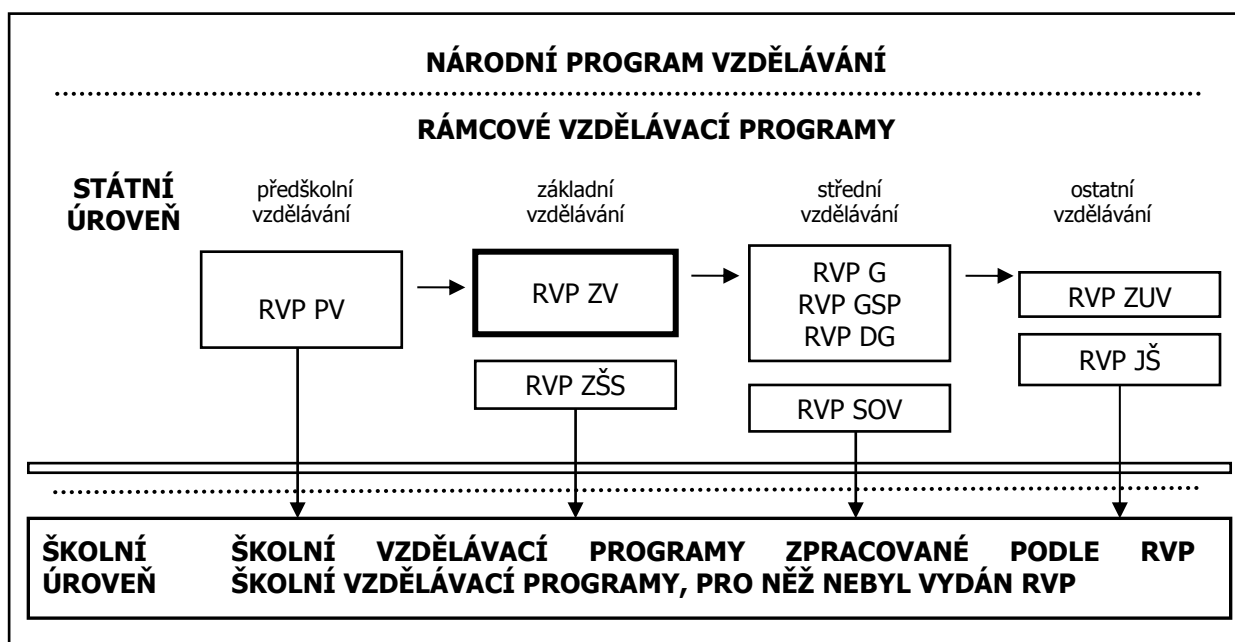 NÁRODNÍ PROGRAM VZDĚLÁVÁNÍ
RÁMCOVÉ VZDĚLÁVACÍ PROGRAMY
STÁTNÍ
ÚROVEŇ
předškolní
vzdělávání
základní
vzdělávání
střední
vzdělávání
ostatní
vzdělávání
RVP PV
RVP ZV
RVP ZŠS
RVP G
RVP GSP
RVP DG
RVP SOV
RVP ZUV
RVP JŠ
ŠKOLNÍ
ÚROVEŇ
ŠKOLNÍ VZDĚLÁVACÍ PROGRAMY ZPRACOVANÉ PODLE RVP
ŠKOLNÍ VZDĚLÁVACÍ PROGRAMY, PRO NĚŽ NEBYL VYDÁN RVP